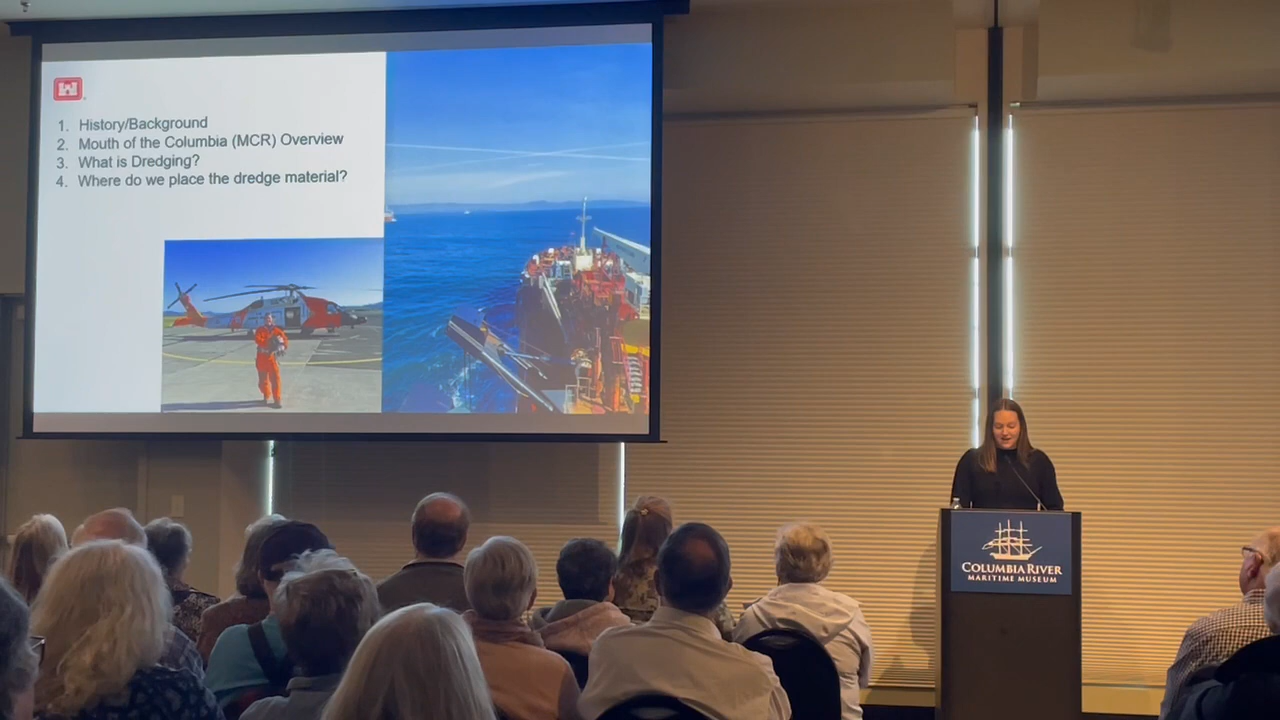 1. History/Background
2. Mouth of the Columbia (MCR) Overview
3. What is Dredging?
4. Where do we place the dredge material?
COLUMBIA RIVER
MARITIME MUSEUM